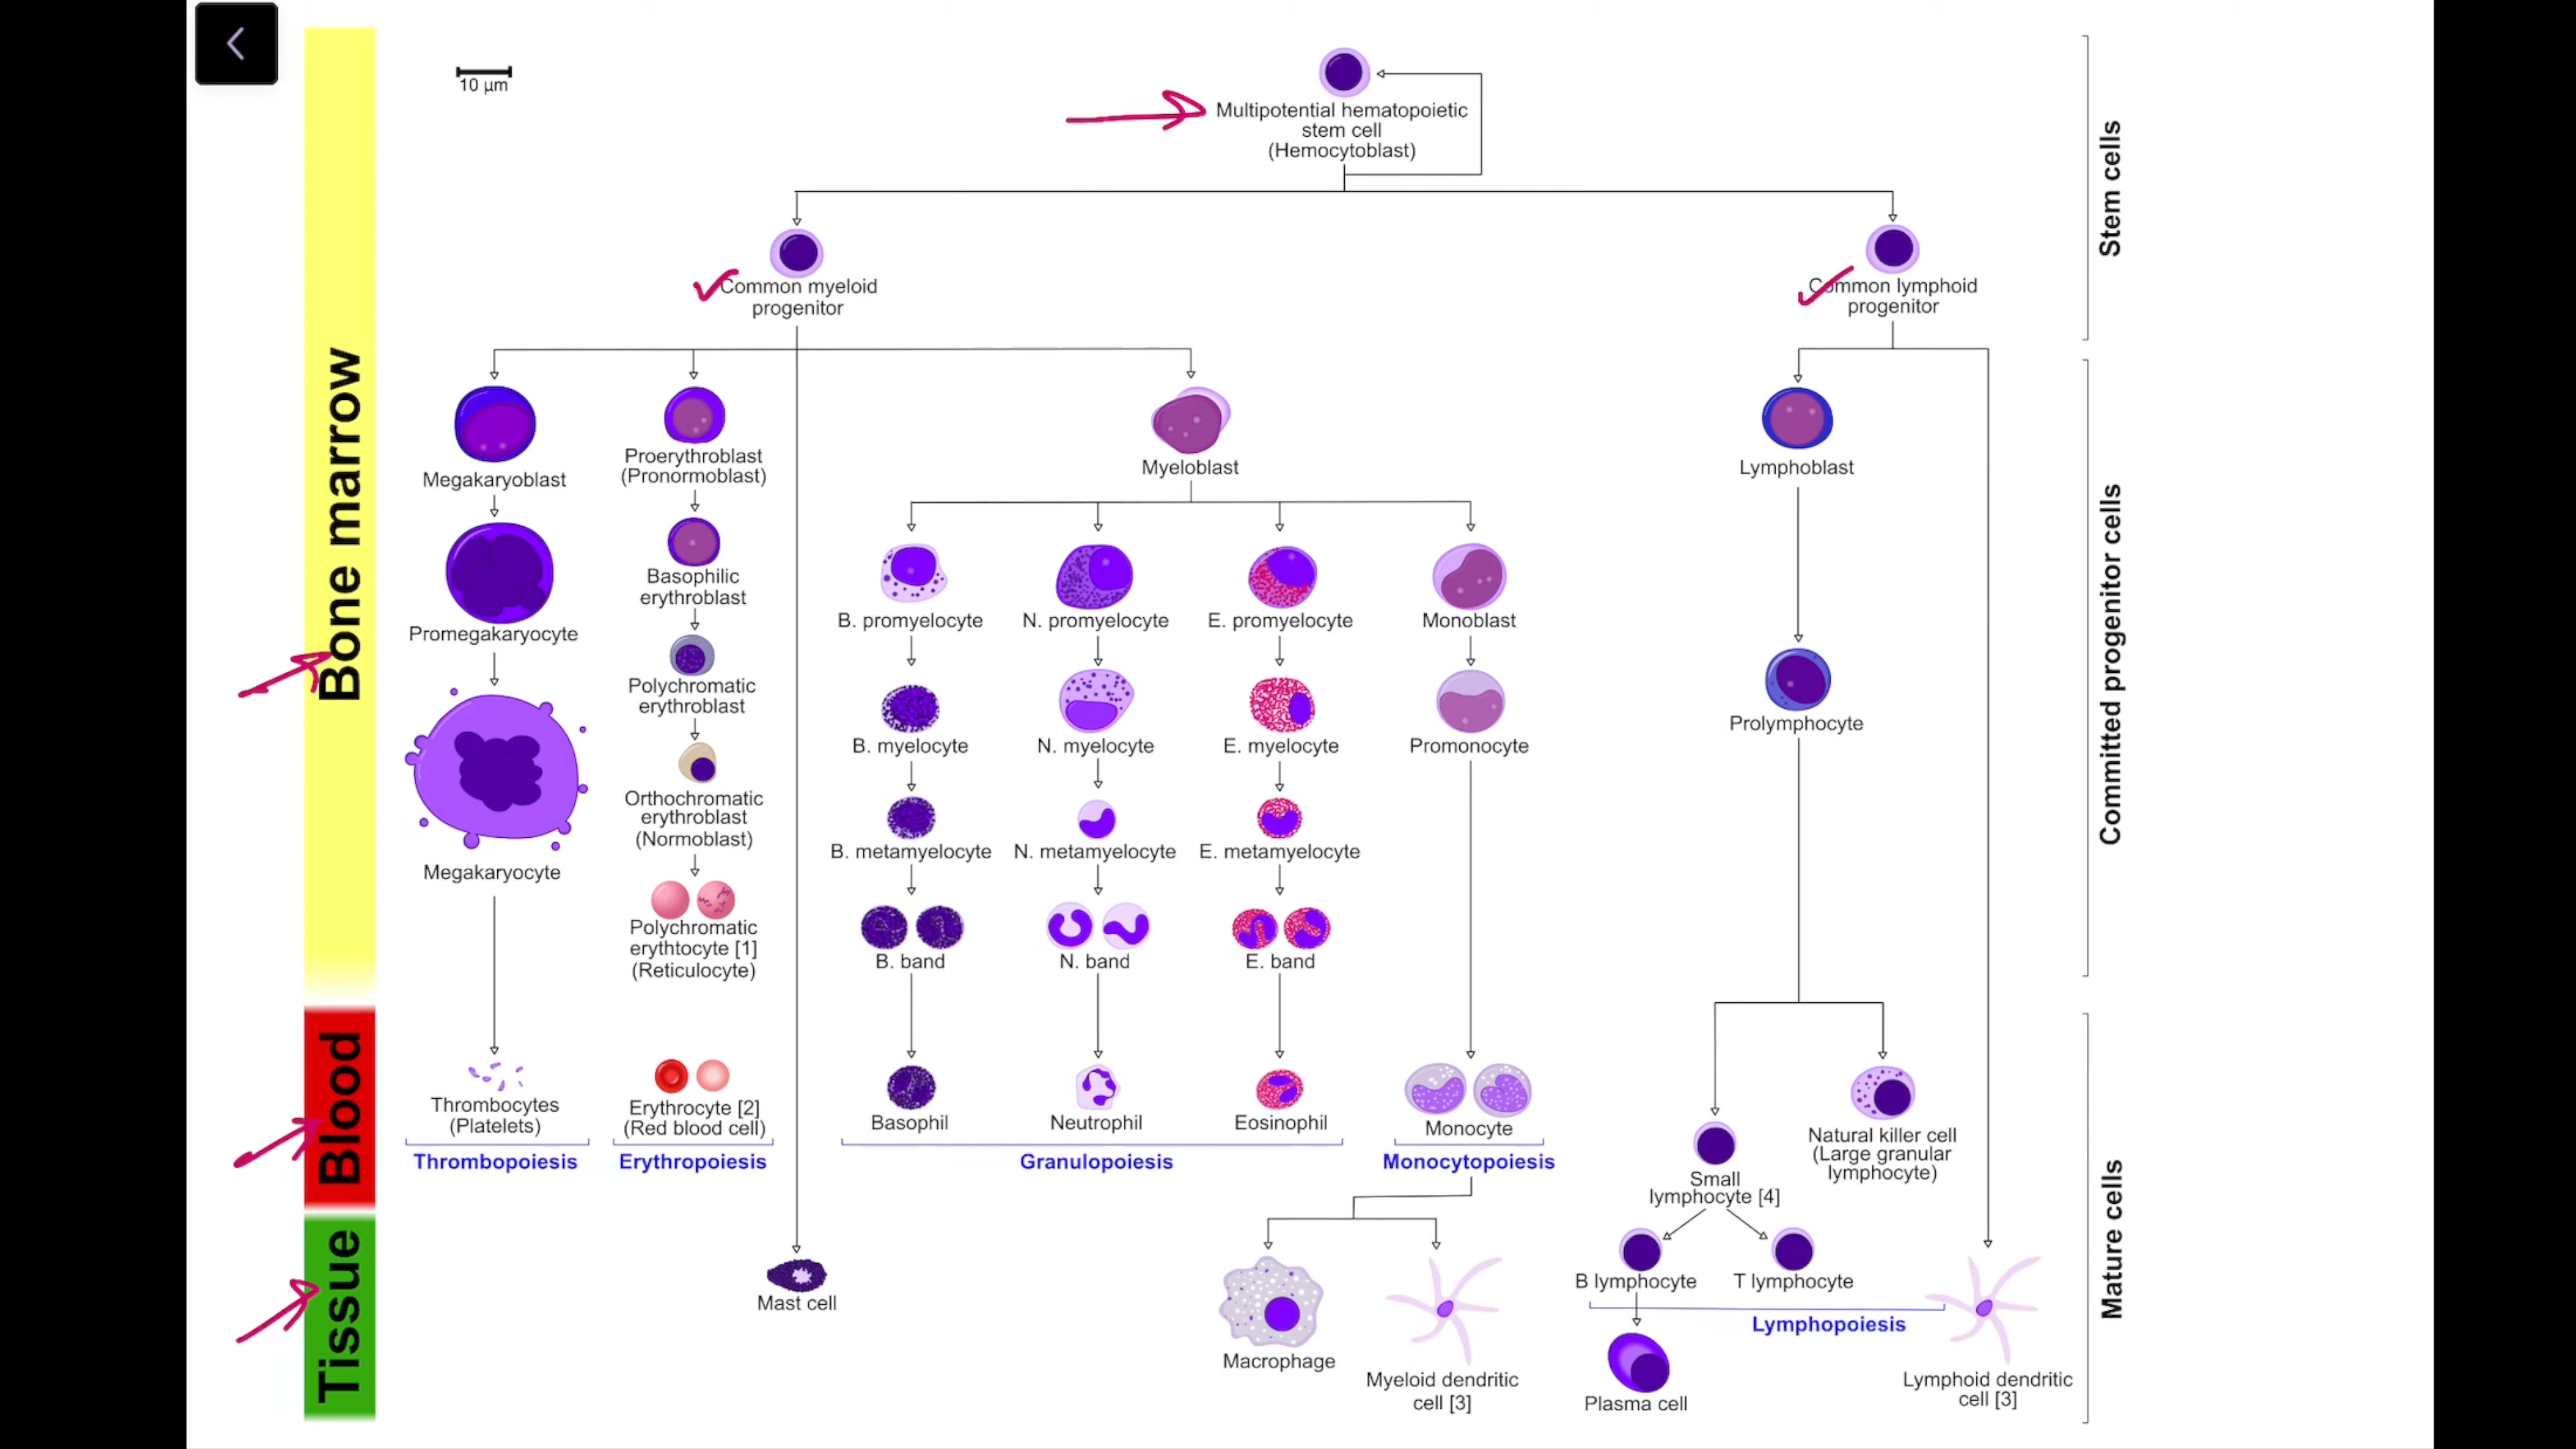 10 µm
Multipotential hematopoietic
stem cell
(Hemocytoblast)
Common myeloid
progenitor
Common lymphoid
progenitor
Megakaryoblast
Promegakaryocyte
Megakaryocyte
Thrombocytes
(Platelets)
Thrombopoiesis
Proerythroblast
(Pronormoblast)
Basophilic
erythroblast
Polychromatic
erythroblast
Orthochromatic
erythroblast
(Normoblast)
Polychromatic
erythtocyte [1]
(Reticulocyte)
Erythrocyte [2]
(Red blood cell)
Erythropoiesis
Mast cell
Myeloblast
B. promyelocyte
N. promyelocyte
E. promyelocyte
Monoblast
B. myelocyte
N. myelocyte
E. myelocyte
Promonocyte
B. metamyelocyte
N. metamyelocyte
E. metamyelocyte
B. band
N. band
E. band
Basophil
Neutrophil
Eosinophil
Monocyte
Granulopoiesis
Monocytopoiesis
Macrophage
Myeloid dendritic
cell [3]
Lymphoblast
Prolymphocyte
Natural killer cell
(Large granular
lymphocyte)
Small
lymphocyte [4]
B lymphocyte
T lymphocyte
Lymphopoiesis
Plasma cell
Lymphoid dendritic
cell [3]
Bone marrow
Blood
Tissue
Stem cells
Committed progenitor cells
Mature cells